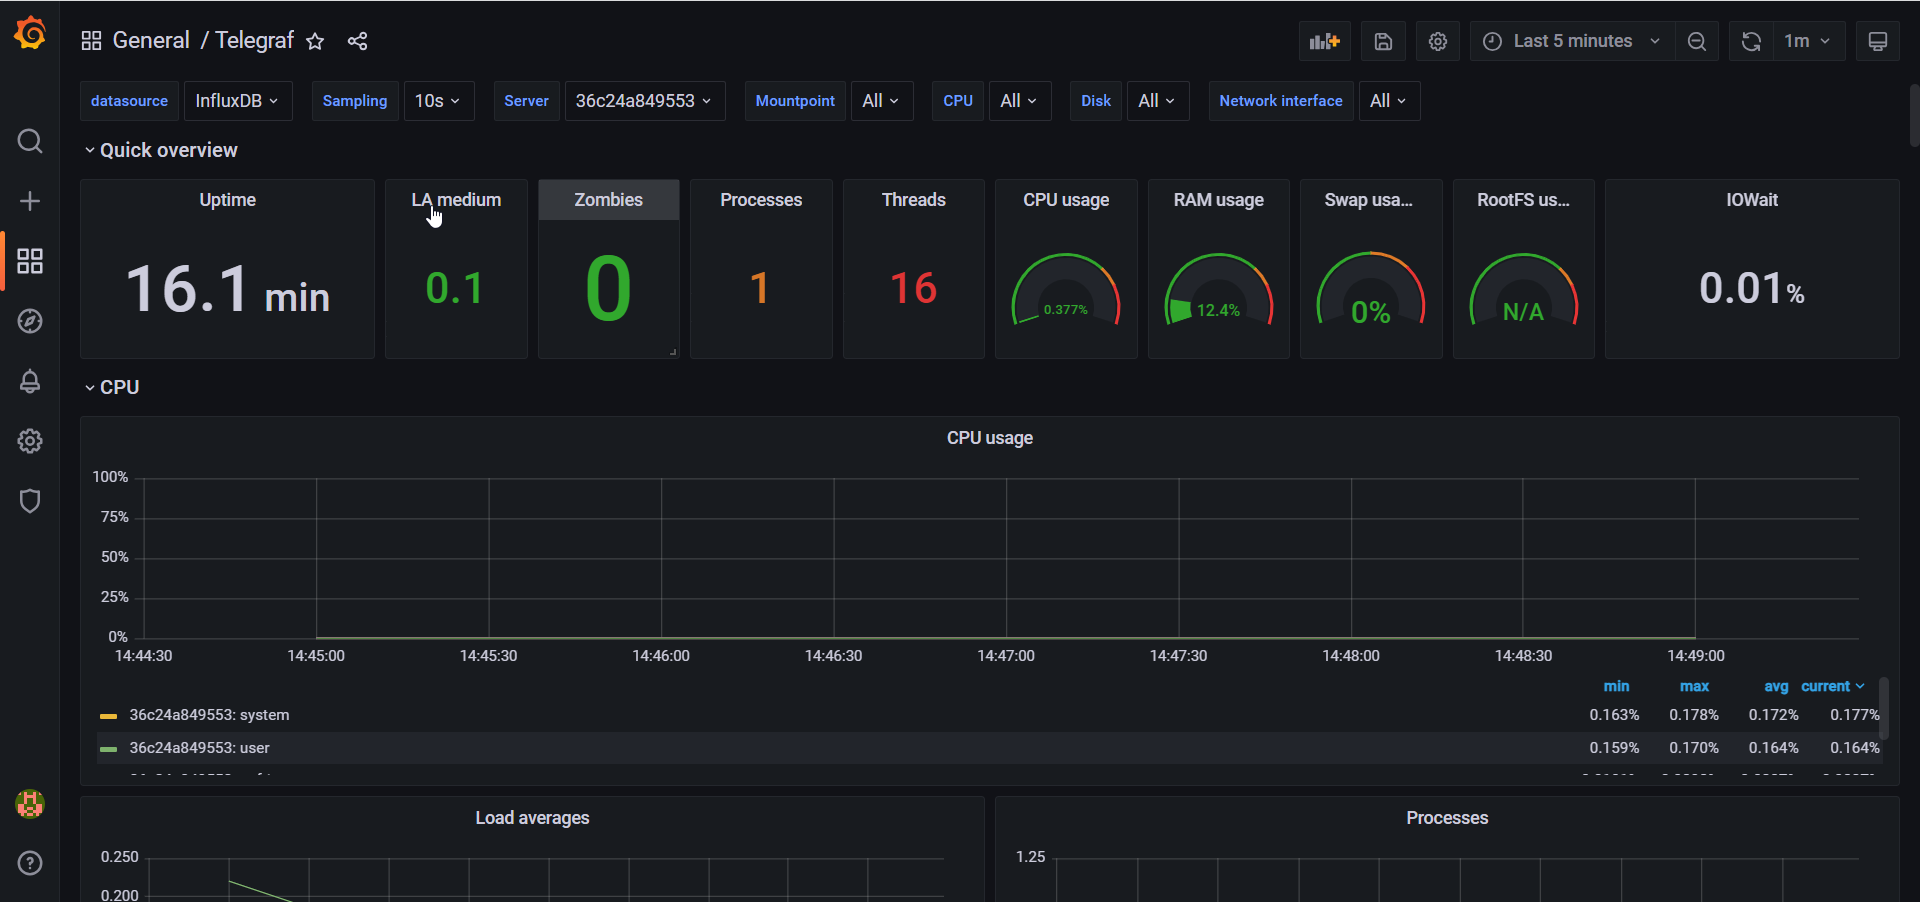 General / Telegraf
Last 5 minutes
1m
datasource InfluxDB Sampling 10s Server 36c24a849553 Mountpoint All CPU All Disk All Network interface All
Quick overview
Uptime
16.1 min
LA medium
0.1
Zombies
0
Processes
1
Threads
16
CPU usage
0.377%
RAM usage
12.4%
Swap usa...
0%
RootFS us...
N/A
IOWait
0.01%
CPU
CPU usage
100%
75%
50%
25%
0%
14:44:30 14:45:00 14:45:30 14:46:00 14:46:30 14:47:00 14:47:30 14:48:00 14:48:30 14:49:00
min max avg current
36c24a849553: system 0.163% 0.178% 0.172% 0.177%
36c24a849553: user 0.159% 0.170% 0.164% 0.164%
Load averages
0.250
0.200
Processes
1.25